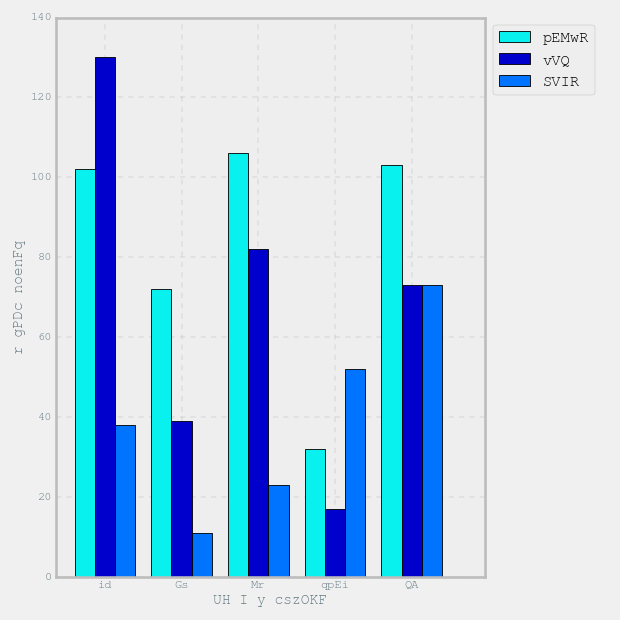 140
120
100
80
60
40
20
0
r gPDc noenFq
id Gs Mr qpEi QA
UH I y cszOKF
pEMwR
vVQ
SVIR